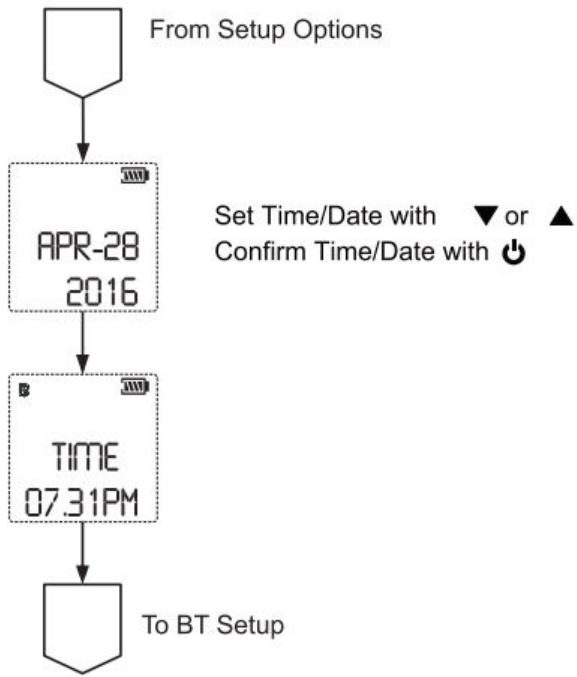 From Setup Options
APR-28
2016
Set Time/Date with ▼ or ▲
Confirm Time/Date with ⏻
TIME
07.31PM
To BT Setup